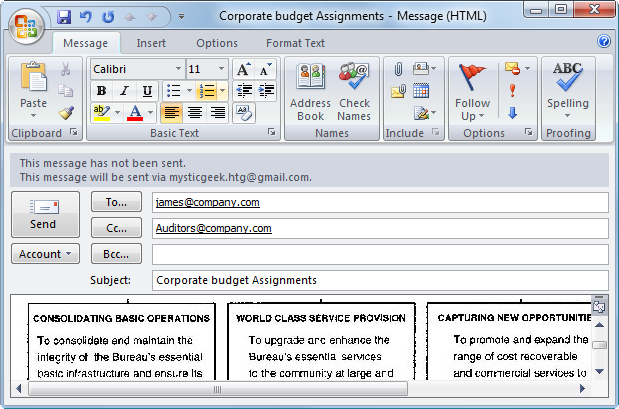 Corporate budget Assignments - Message (HTML)
Message Insert Options Format Text
Calibri 11
Paste
B I U
ab A
Address Book
Check Names
Follow Up
ABC
Spelling
Clipboard Basic Text Names Include Options Proofing
This message has not been sent.
This message will be sent via mysticgeek.htg@gmail.com.
To... james@company.com
Send
Cc... Auditors@company.com
Account Bcc...
Subject: Corporate budget Assignments
CONSOLIDATING BASIC OPERATIONS
To consolidate and maintain the
integrity of the Bureau's essential
basic infrastructure and ensure its
WORLD CLASS SERVICE PROVISION
To upgrade and enhance the
Bureau's essential services
to the community at large and
CAPTURING NEW OPPORTUNITIE
To promote and expand the
range of cost recoverable
and commercial services to